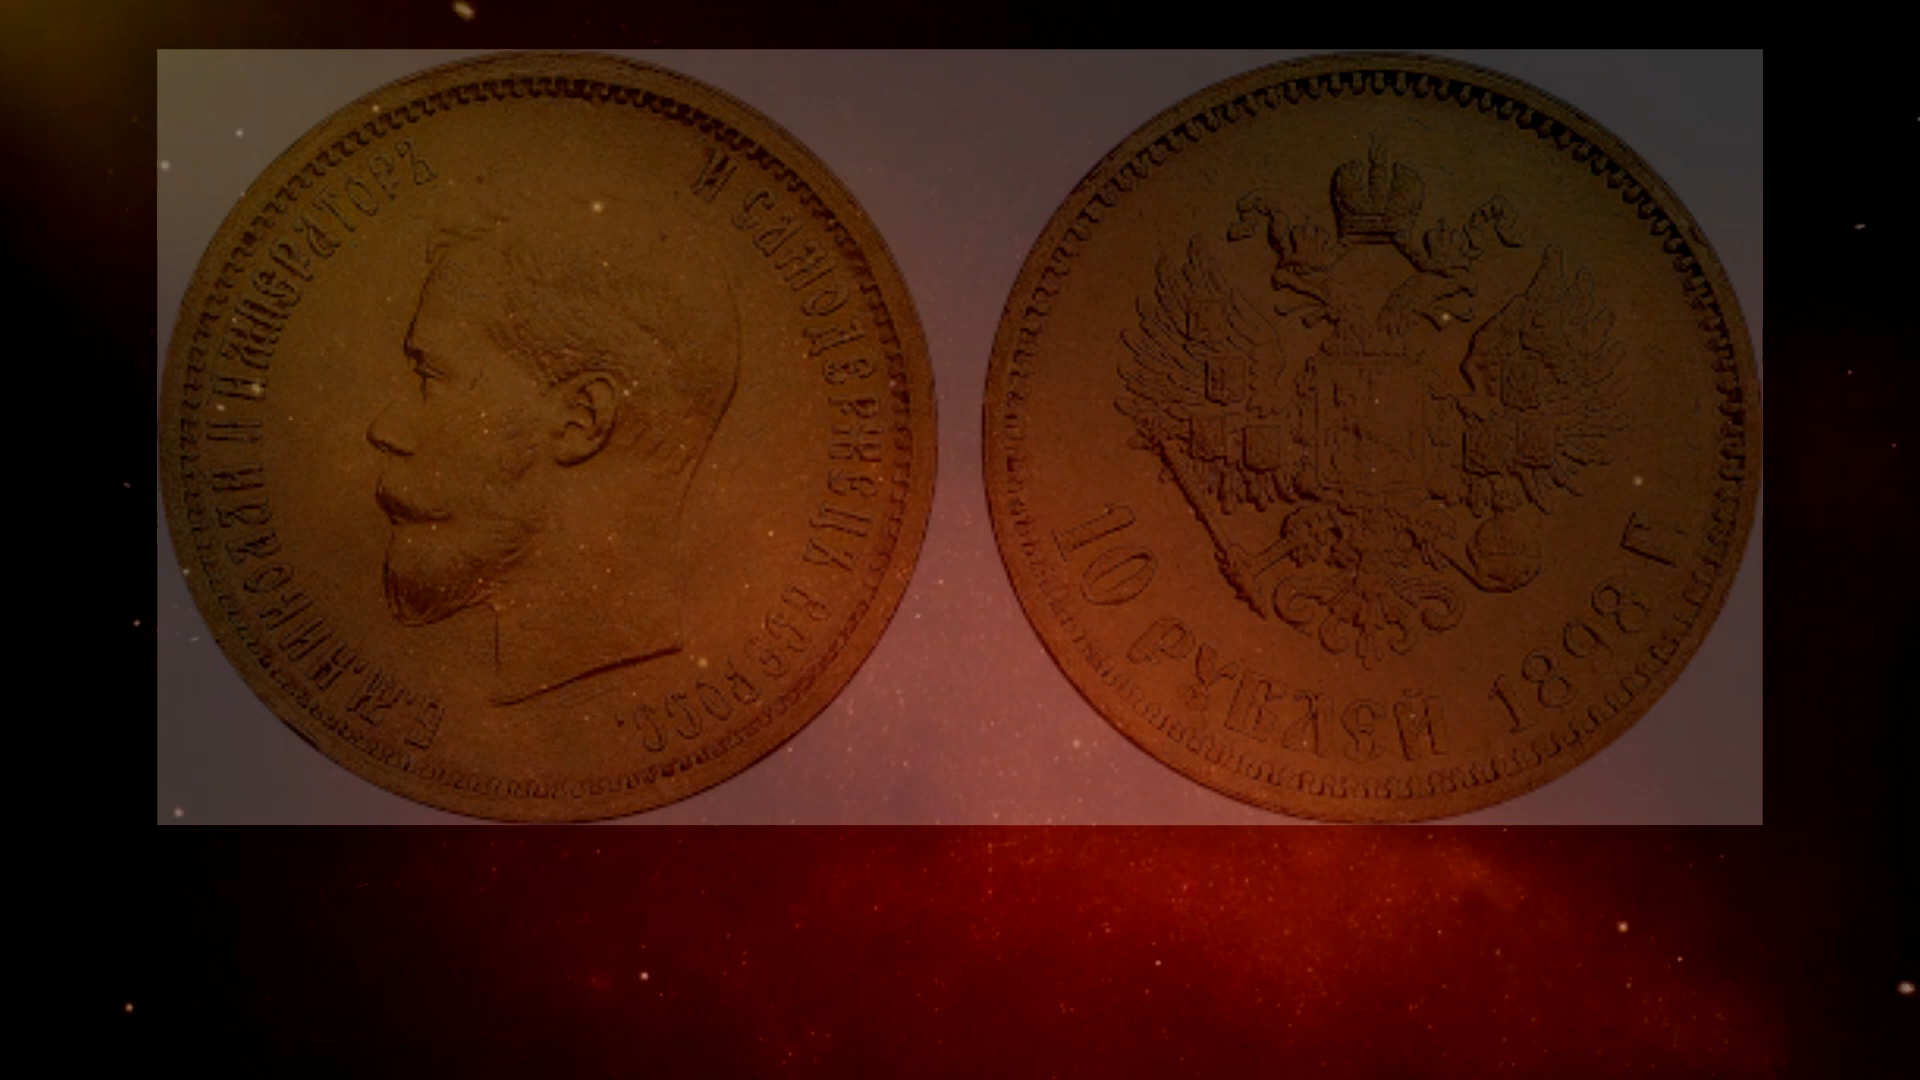 Б.М.НИКОЛАЙ II ИМПЕРАТОРЪ
И САМОДЕРЖЕЦЪ ВСЕРОСС.
10 РУБЛЕЙ 1898 Г.